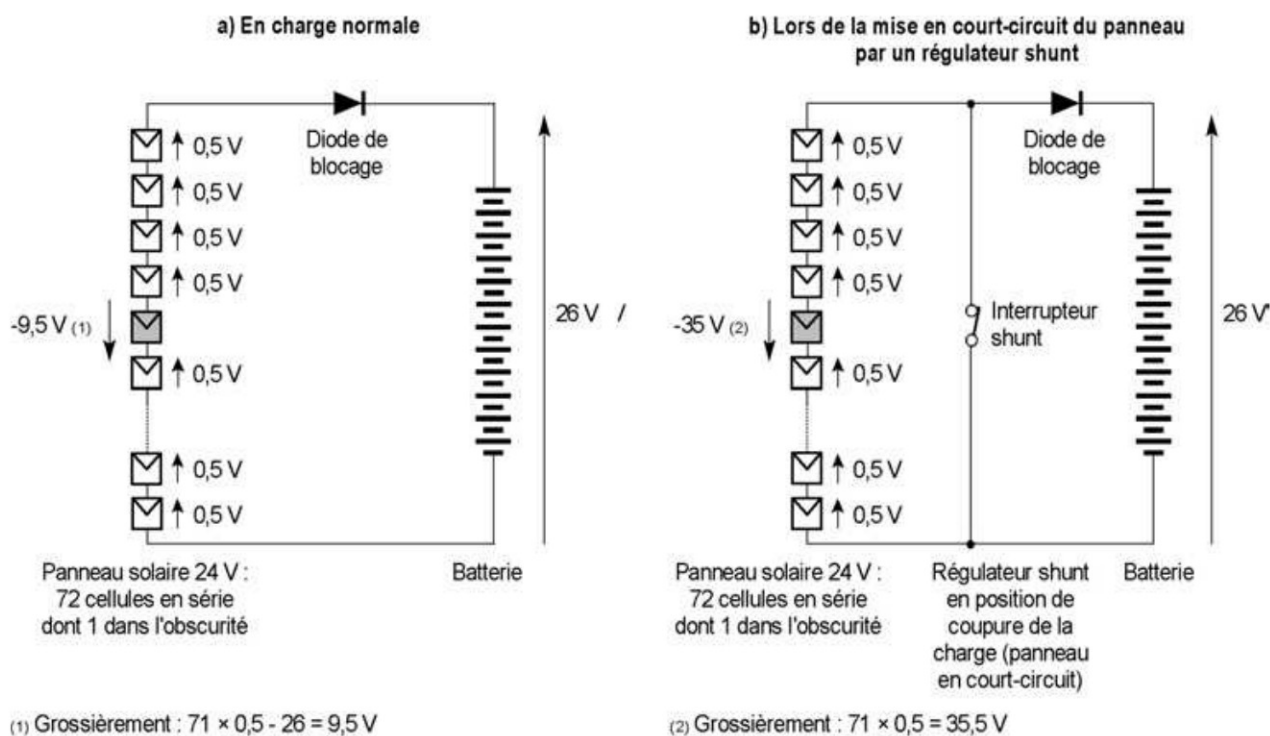 a) En charge normale
Diode de
blocage
0,5 V
0,5 V
0,5 V
0,5 V
-9,5 V (1)
0,5 V
0,5 V
0,5 V
26 V /
Panneau solaire 24 V :
72 cellules en série
dont 1 dans l'obscurité
Batterie
(1) Grossièrement : 71 × 0,5 - 26 = 9,5 V
b) Lors de la mise en court-circuit du panneau
par un régulateur shunt
Diode de
blocage
0,5 V
0,5 V
0,5 V
0,5 V
-35 V (2)
0,5 V
0,5 V
0,5 V
Interrupteur
shunt
26 V'
Panneau solaire 24 V :
72 cellules en série
dont 1 dans l'obscurité
Régulateur shunt
en position de
coupure de la
charge (panneau
en court-circuit)
Batterie
(2) Grossièrement : 71 × 0,5 = 35,5 V